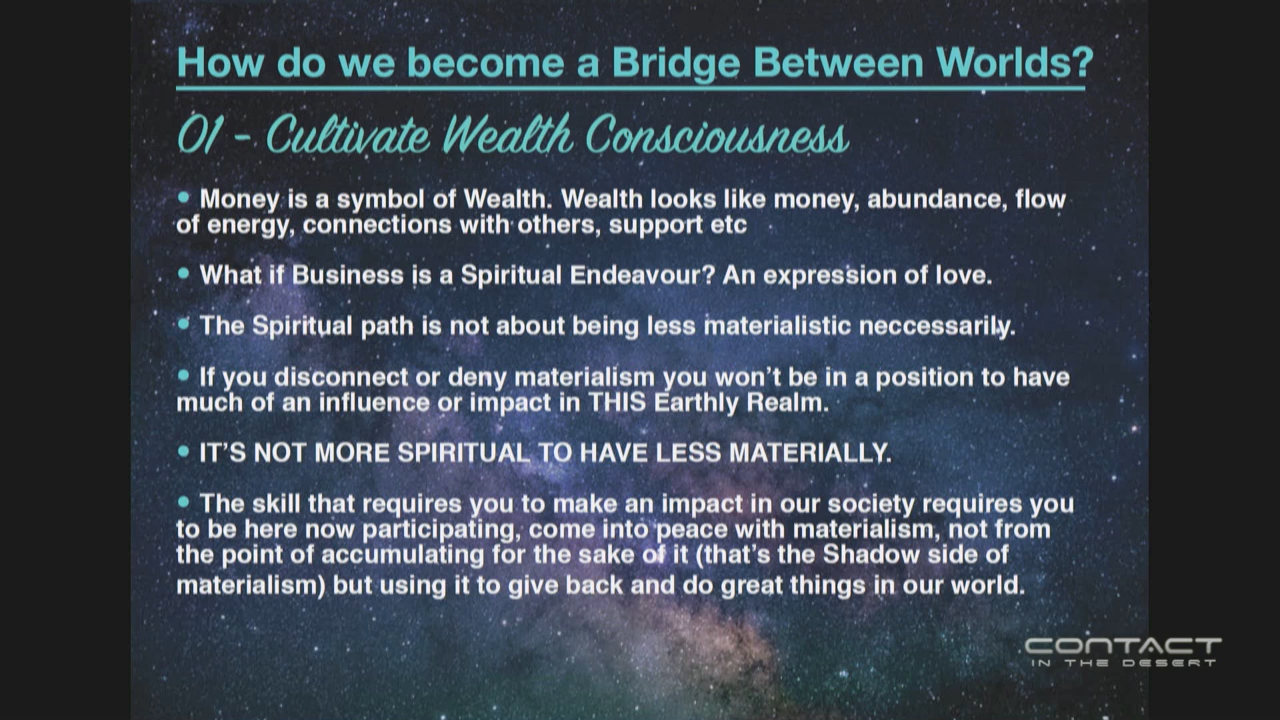 How do we become a Bridge Between Worlds?
01 - Cultivate Wealth Consciousness
• Money is a symbol of Wealth. Wealth looks like money, abundance, flow
of energy, connections with others, support etc
• What if Business is a Spiritual Endeavour? An expression of love.
• The Spiritual path is not about being less materialistic neccessarily.
• If you disconnect or deny materialism you won't be in a position to have
much of an influence or impact in THIS Earthly Realm.
• IT'S NOT MORE SPIRITUAL TO HAVE LESS MATERIALLY.
• The skill that requires you to make an impact in our society requires you
to be here now participating, come into peace with materialism, not from
the point of accumulating for the sake of it (that's the Shadow side of
materialism) but using it to give back and do great things in our world.
CONTACT
IN THE DESERT